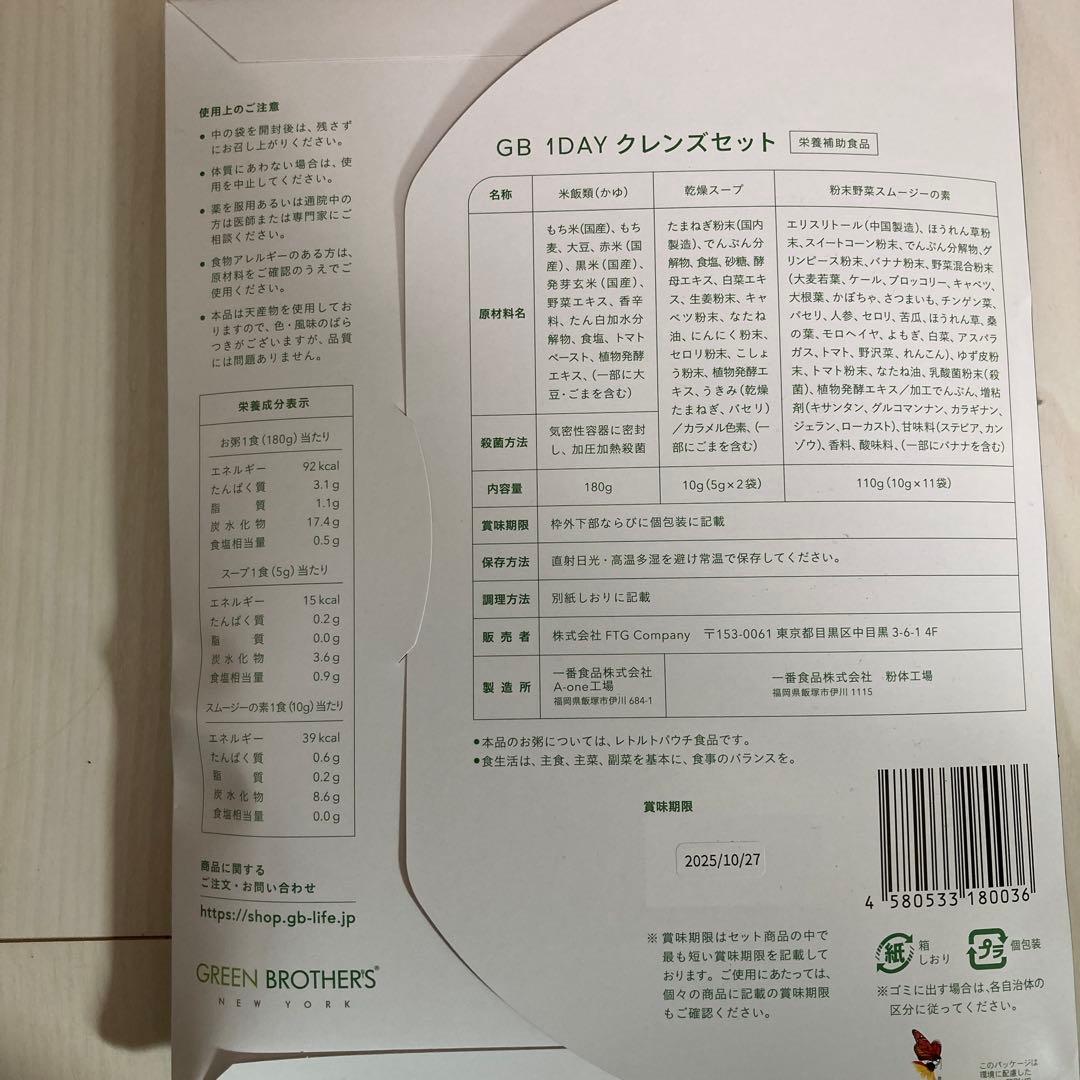 使用上のご注意
● 中の袋を開封後は、残さず
にお召し上がりください。
● 体質にあわない場合は、使
用を中止してください。
● 薬を服用あるいは通院中の
方は医師または専門家にご
相談ください。
● 食物アレルギーのある方は、
原材料をご確認のうえでご
使用ください。
● 本品は天産物を使用してお
りますので、色・風味のばら
つきがございますが、品質
には問題ありません。
栄養成分表示
お粥1食(180g)当たり
エネルギー 92kcal
たんぱく質 3.1g
脂質 1.1g
炭水化物 17.4g
食塩相当量 0.5g
スープ1食(5g)当たり
エネルギー 15kcal
たんぱく質 0.2g
脂質 0.0g
炭水化物 3.6g
食塩相当量 0.9g
スムージーの素1食(10g)当たり
エネルギー 39kcal
たんぱく質 0.6g
脂質 0.2g
炭水化物 8.6g
食塩相当量 0.0g
商品に関する
ご注文・お問い合わせ
https://shop.gb-life.jp
GREEN BROTHER'S®
NEW YORK
GB 1DAY クレンズセット 栄養補助食品
名称 米飯類(かゆ) 乾燥スープ 粉末野菜スムージーの素
原材料名
もち米(国産)、もち
麦、大豆、赤米(国
産)、黒米(国産)、
発芽玄米(国産)、
野菜エキス、香辛
料、たん白加水分
解物、食塩、トマト
ペースト、植物発酵
エキス、(一部に大
豆・ごまを含む)
たまねぎ粉末(国内
製造)、でんぷん分
解物、食塩、砂糖、酵
母エキス、白菜エキ
ス、生姜粉末、キャ
ベツ粉末、なたね
油、にんにく粉末、
セロリ粉末、こしょ
う粉末、植物発酵エ
キス、うきみ(乾燥
たまねぎ、パセリ)
/カラメル色素、(一
部にごまを含む)
エリスリトール(中国製造)、ほうれん草粉
末、スイートコーン粉末、でんぷん分解物、グ
リンピース粉末、バナナ粉末、野菜混合粉末
(大麦若葉、ケール、ブロッコリー、キャベツ、
大根葉、かぼちゃ、さつまいも、チンゲン菜、
パセリ、人参、セロリ、苦瓜、ほうれん草、桑
の葉、モロヘイヤ、よもぎ、白菜、アスパラ
ガス、トマト、野沢菜、れんこん)、ゆず皮粉
末、トマト粉末、なたね油、乳酸菌粉末(殺
菌)、植物発酵エキス/加工でんぷん、増粘
剤(キサンタン、グルコマンナン、カラギナン、
ジェラン、ローカスト)、甘味料(ステビア、カン
ゾウ)、香料、酸味料、(一部にバナナを含む)
殺菌方法
気密性容器に密封
し、加圧加熱殺菌
内容量 180g 10g(5g×2袋) 110g(10g×11袋)
賞味期限 枠外下部ならびに個包装に記載
保存方法 直射日光・高温多湿を避け常温で保存してください。
調理方法 別紙しおりに記載
販売者 株式会社 FTG Company 〒153-0061 東京都目黒区中目黒 3-6-1 4F
製造所
一番食品株式会社
A-one工場
福岡県飯塚市伊川 684-1
一番食品株式会社 粉体工場
福岡県飯塚市伊川 1115
●本品のお粥については、レトルトパウチ食品です。
●食生活は、主食、主菜、副菜を基本に、食事のバランスを。
賞味期限
2025/10/27
4 580533 180036
※ 賞味期限はセット商品の中で
最も短い賞味期限を記載して
おります。ご使用にあたっては、
個々の商品に記載の賞味期限
もご確認ください。
紙 箱
しおり
プラ 個包装
※ゴミに出す場合は、各自治体の
区分に従ってください。
このパッケージは
環境に配慮した